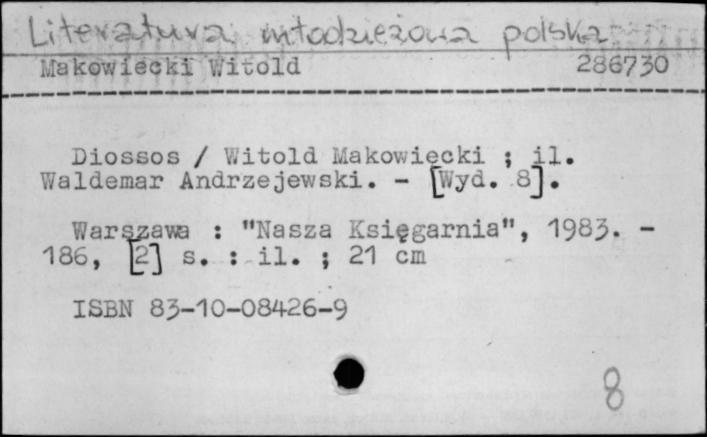 Literatura młodzieżowa polska
Makowiecki Witold 286730
Diossos / Witold Makowiecki ; il.
Waldemar Andrzejewski. - [Wyd. 8].
Warszawa : "Nasza Księgarnia", 1983. -
186, [2] s. : il. ; 21 cm
ISBN 83-10-08426-9
8